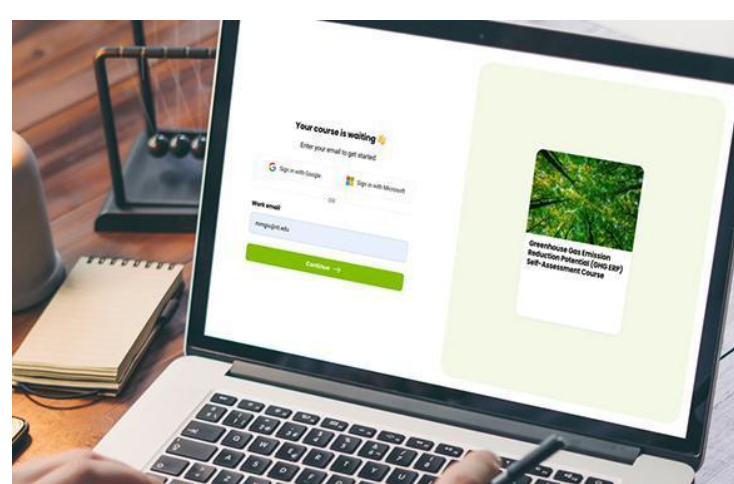 Your course is waiting 👋
Enter your email to get started
Sign in with Google
Sign in with Microsoft
OR
Work email
Continue →
Greenhouse Gas Emission
Reduction Potential (GHG ERP)
Self-Assessment Course